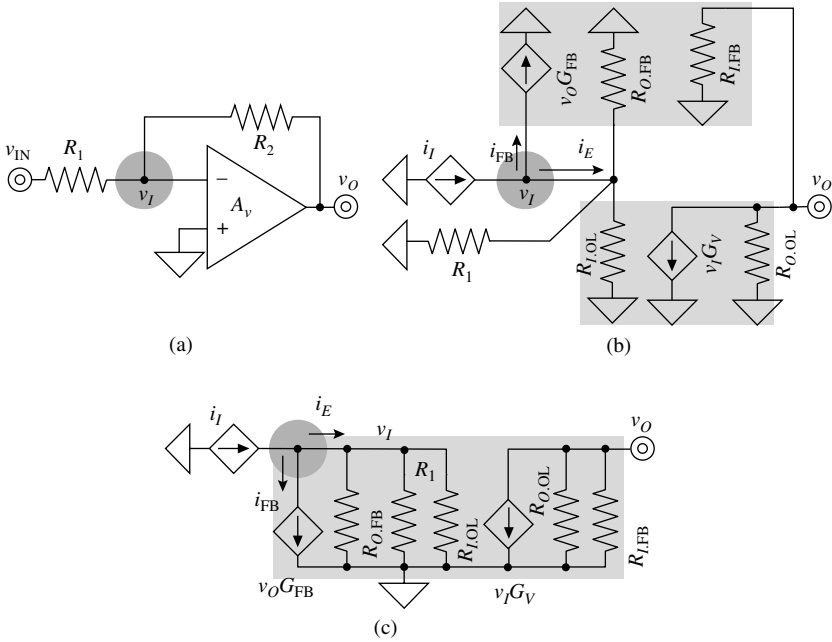 v_IN
R_1
R_2
v_I
−
+
A_v
v_O
(a)
v_O G_FB
R_O.FB
R_I.FB
i_I
i_FB
i_E
v_I
R_1
R_I.OL
v_I G_V
R_O.OL
v_O
(b)
i_I
i_E
v_I
v_O
i_FB
R_O.FB
R_1
R_I.OL
R_O.OL
R_I.FB
v_O G_FB
v_I G_V
(c)